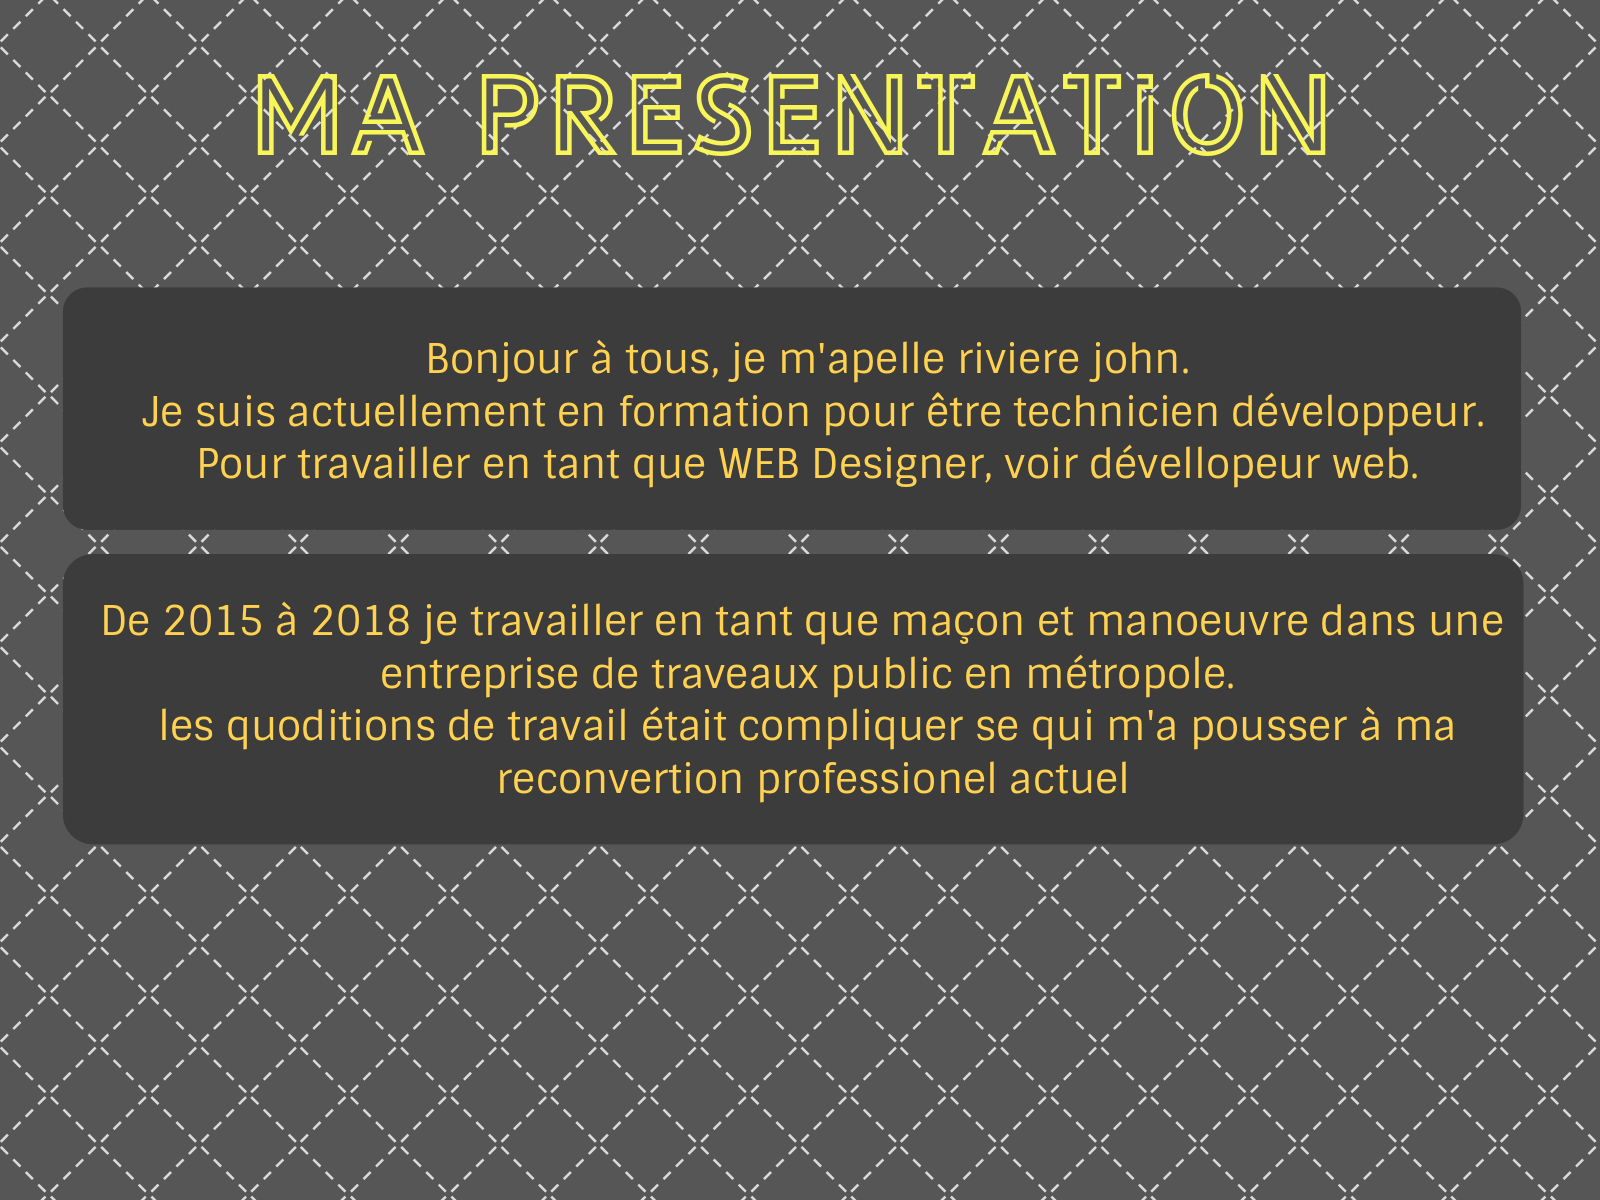 MA PRESENTATiON
Bonjour à tous, je m'apelle riviere john.
Je suis actuellement en formation pour être technicien développeur.
Pour travailler en tant que WEB Designer, voir dévellopeur web.
De 2015 à 2018 je travailler en tant que maçon et manoeuvre dans une
entreprise de traveaux public en métropole.
les quoditions de travail était compliquer se qui m'a pousser à ma
reconvertion professionel actuel